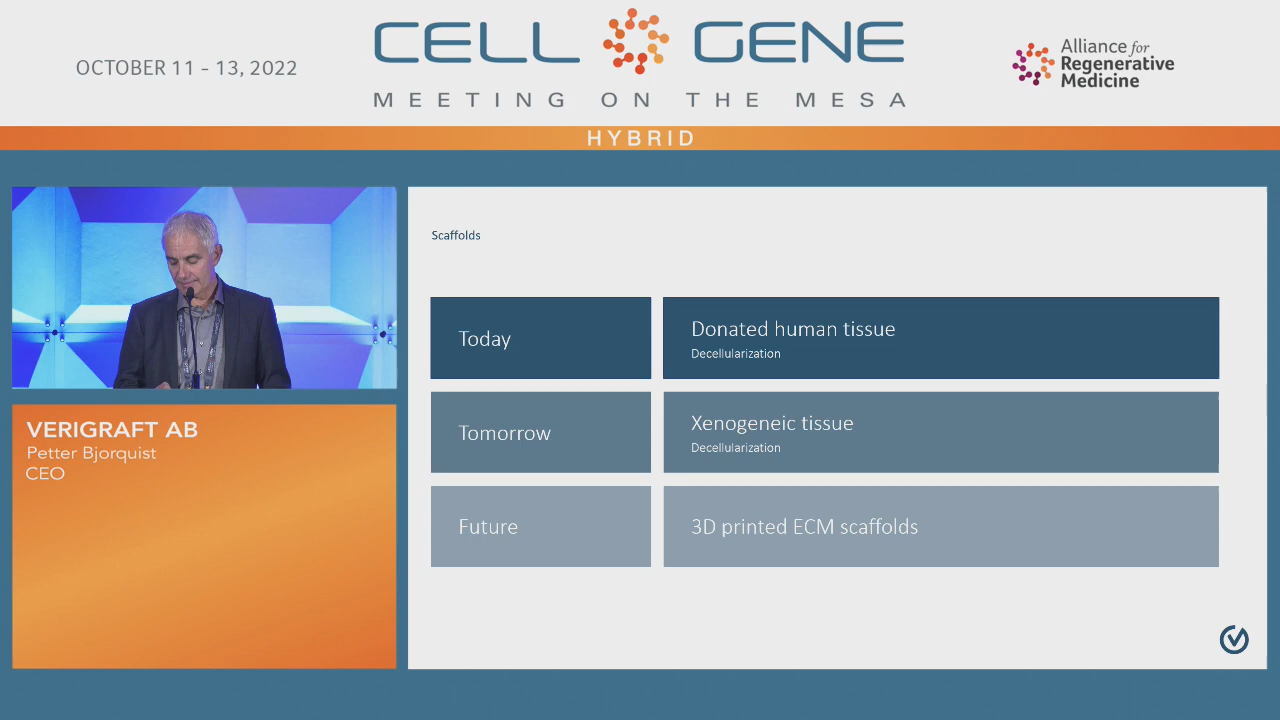 OCTOBER 11 - 13, 2022
CELL GENE
MEETING ON THE MESA
Alliance for
Regenerative
Medicine
HYBRID
VERIGRAFT AB
Petter Bjorquist
CEO
Scaffolds
Today
Donated human tissue
Decellularization
Tomorrow
Xenogeneic tissue
Decellularization
Future
3D printed ECM scaffolds